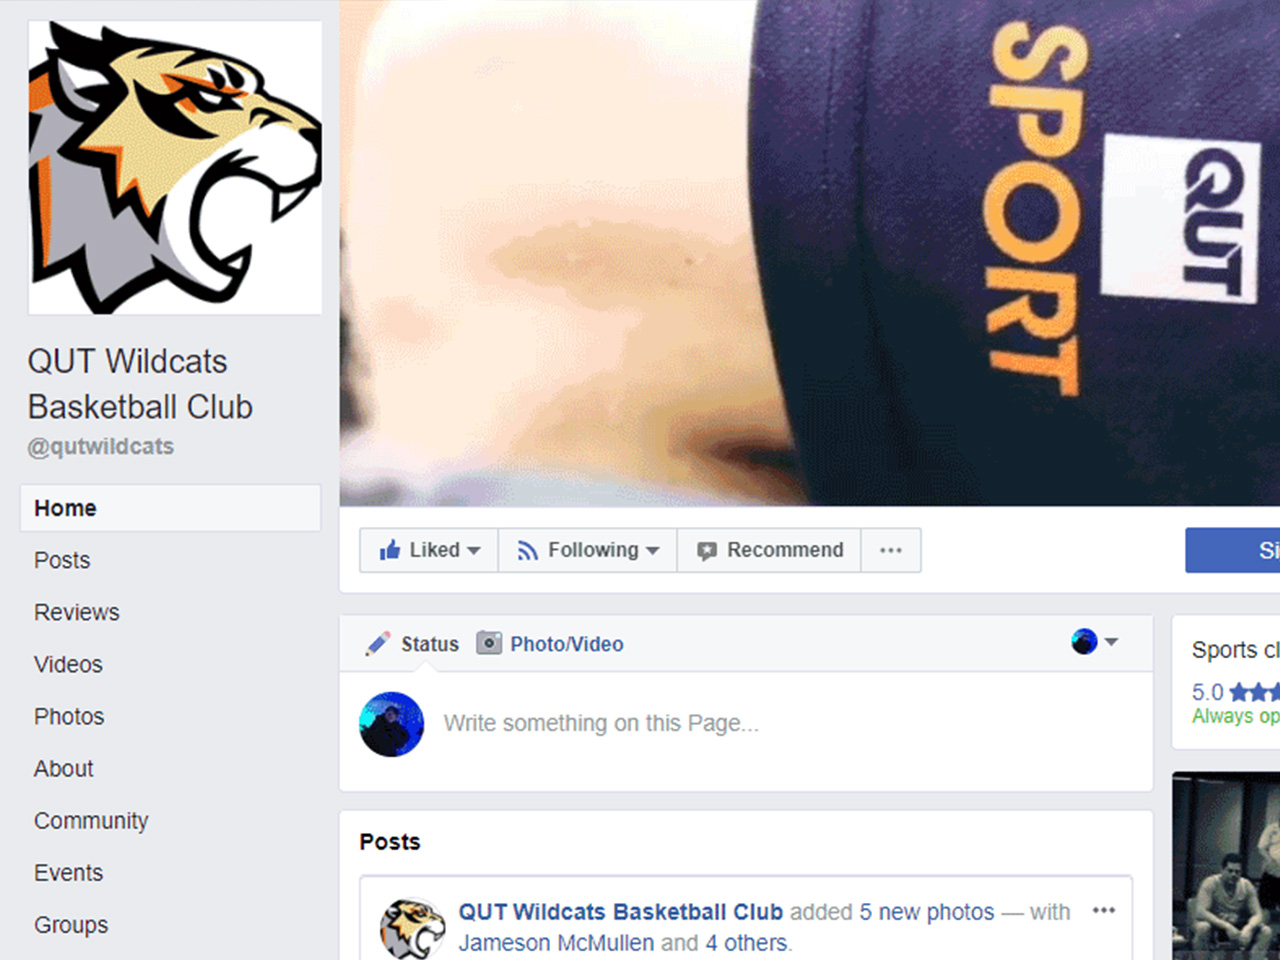 SPORT
QUT
QUT Wildcats
Basketball Club
@qutwildcats
Home
Posts
Reviews
Videos
Photos
About
Community
Events
Groups
Liked
Following
Recommend
Status
Photo/Video
Write something on this Page...
Posts
QUT Wildcats Basketball Club added 5 new photos — with
Jameson McMullen and 4 others.
Sports cl
5.0
Always op